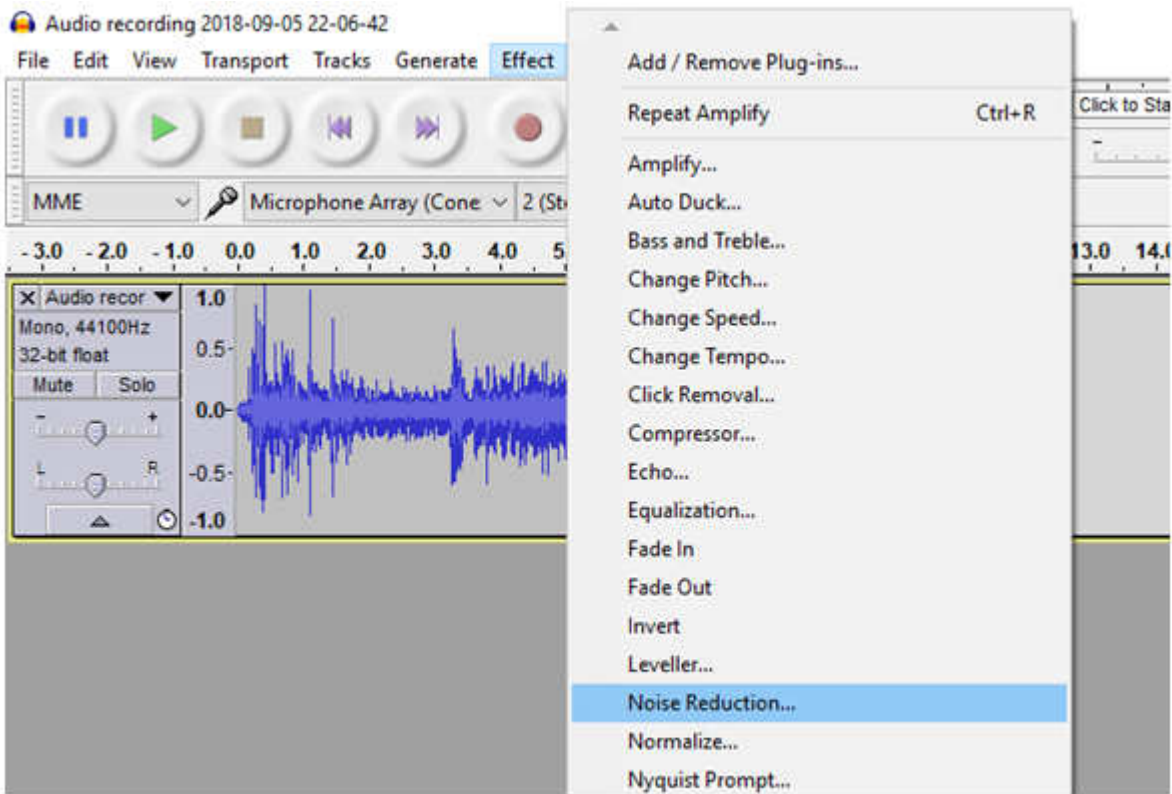 Audio recording 2018-09-05 22-06-42
File Edit View Transport Tracks Generate Effect
Add / Remove Plug-ins...
Repeat Amplify Ctrl+R
Click to Sta
Amplify...
MME Microphone Array (Cone 2 (Ste
Auto Duck...
Bass and Treble...
-3.0 -2.0 -1.0 0.0 1.0 2.0 3.0 4.0 5 13.0 14.0
Change Pitch...
X Audio recor 1.0
Mono, 44100Hz
32-bit float
Mute Solo
- +
L R
0.5-
0.0-
-0.5-
-1.0
Change Speed...
Change Tempo...
Click Removal...
Compressor...
Echo...
Equalization...
Fade In
Fade Out
Invert
Leveller...
Noise Reduction...
Normalize...
Nyquist Prompt...